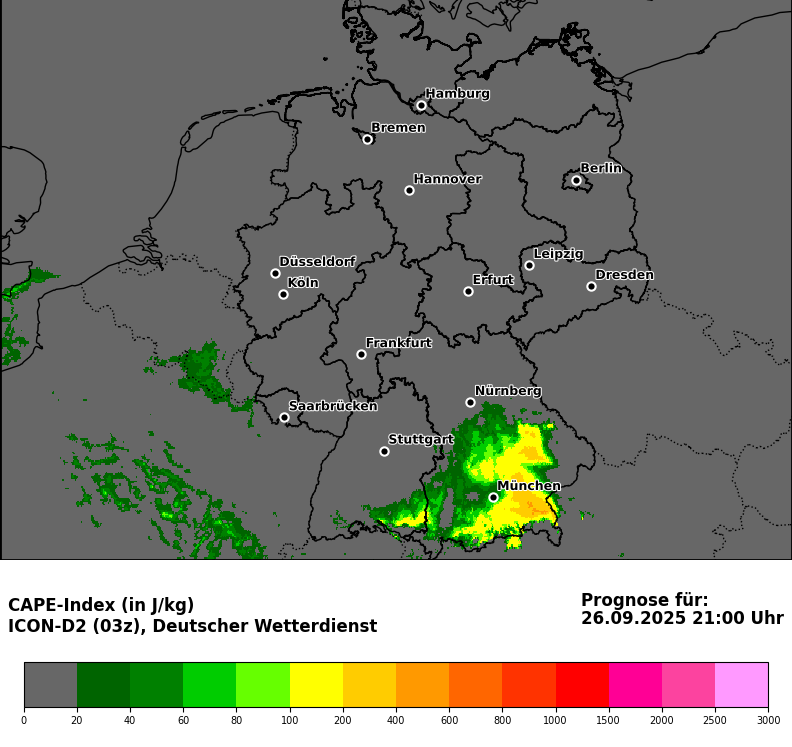 Hamburg
Bremen
Berlin
Hannover
Leipzig
Düsseldorf
Dresden
Köln
Erfurt
Frankfurt
Nürnberg
Saarbrücken
Stuttgart
München
CAPE-Index (in J/kg)
ICON-D2 (03z), Deutscher Wetterdienst
Prognose für:
26.09.2025 21:00 Uhr
0 20 40 60 80 100 200 400 600 800 1000 1500 2000 2500 3000